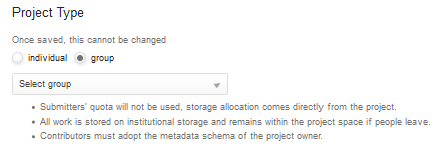 Project Type
Once saved, this cannot be changed
individual group
Select group
• Submitters' quota will not be used, storage allocation comes directly from the project.
• All work is stored on institutional storage and remains within the project space if people leave.
• Contributors must adopt the metadata schema of the project owner.